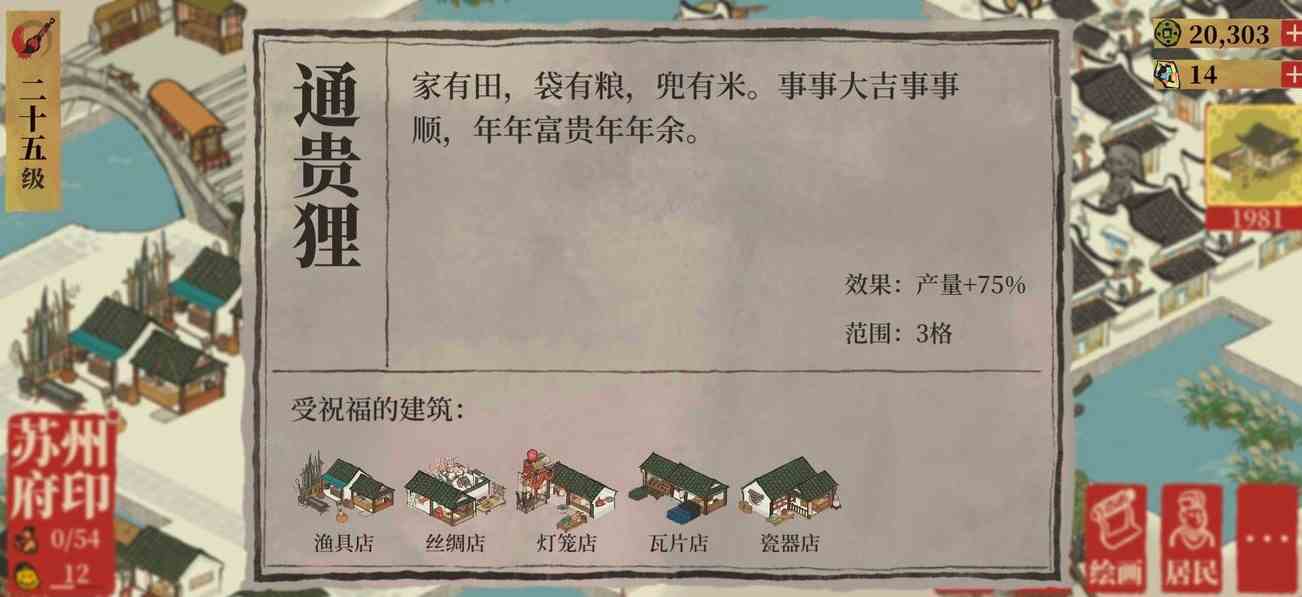 二十五级
通贵狸
家有田，袋有粮，兜有米。事事大吉事事
顺，年年富贵年年余。
效果：产量+75%
范围：3格
受祝福的建筑：
渔具店
丝绸店
灯笼店
瓦片店
瓷器店
20,303
14
1981
苏州
府印
0/54
12
绘画
居民